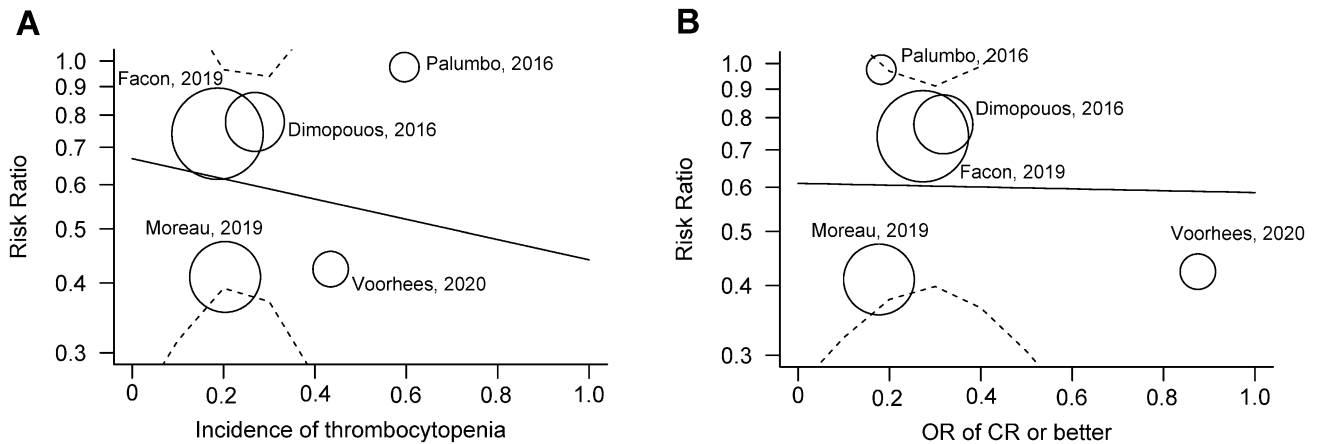 A
Risk Ratio
1.0
0.9
0.8
0.7
0.6
0.5
0.4
0.3
Facon, 2019
Palumbo, 2016
Dimopouos, 2016
Moreau, 2019
Voorhees, 2020
0
0.2
0.4
0.6
0.8
1.0
Incidence of thrombocytopenia
B
Risk Ratio
1.0
0.9
0.8
0.7
0.6
0.5
0.4
0.3
Palumbo, 2016
Dimopouos, 2016
Facon, 2019
Moreau, 2019
Voorhees, 2020
0
0.2
0.4
0.6
0.8
1.0
OR of CR or better